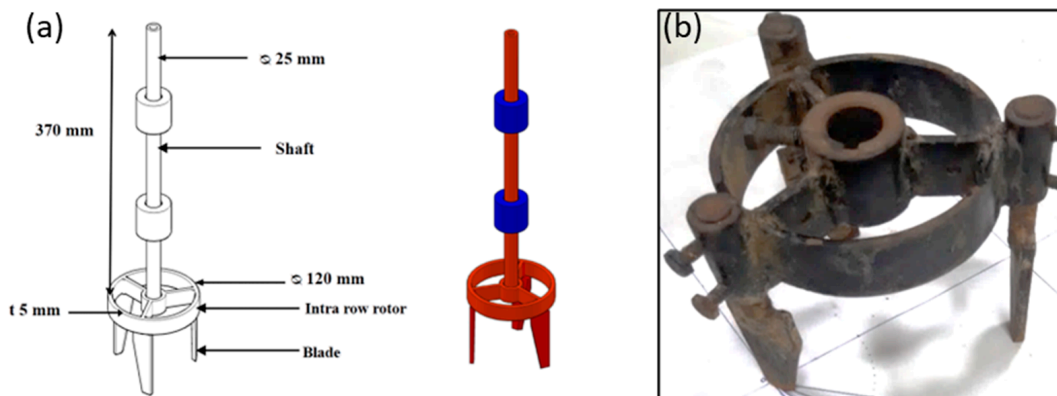 (a)
⌀ 25 mm
370 mm
Shaft
⌀ 120 mm
t 5 mm
Intra row rotor
Blade
(b)